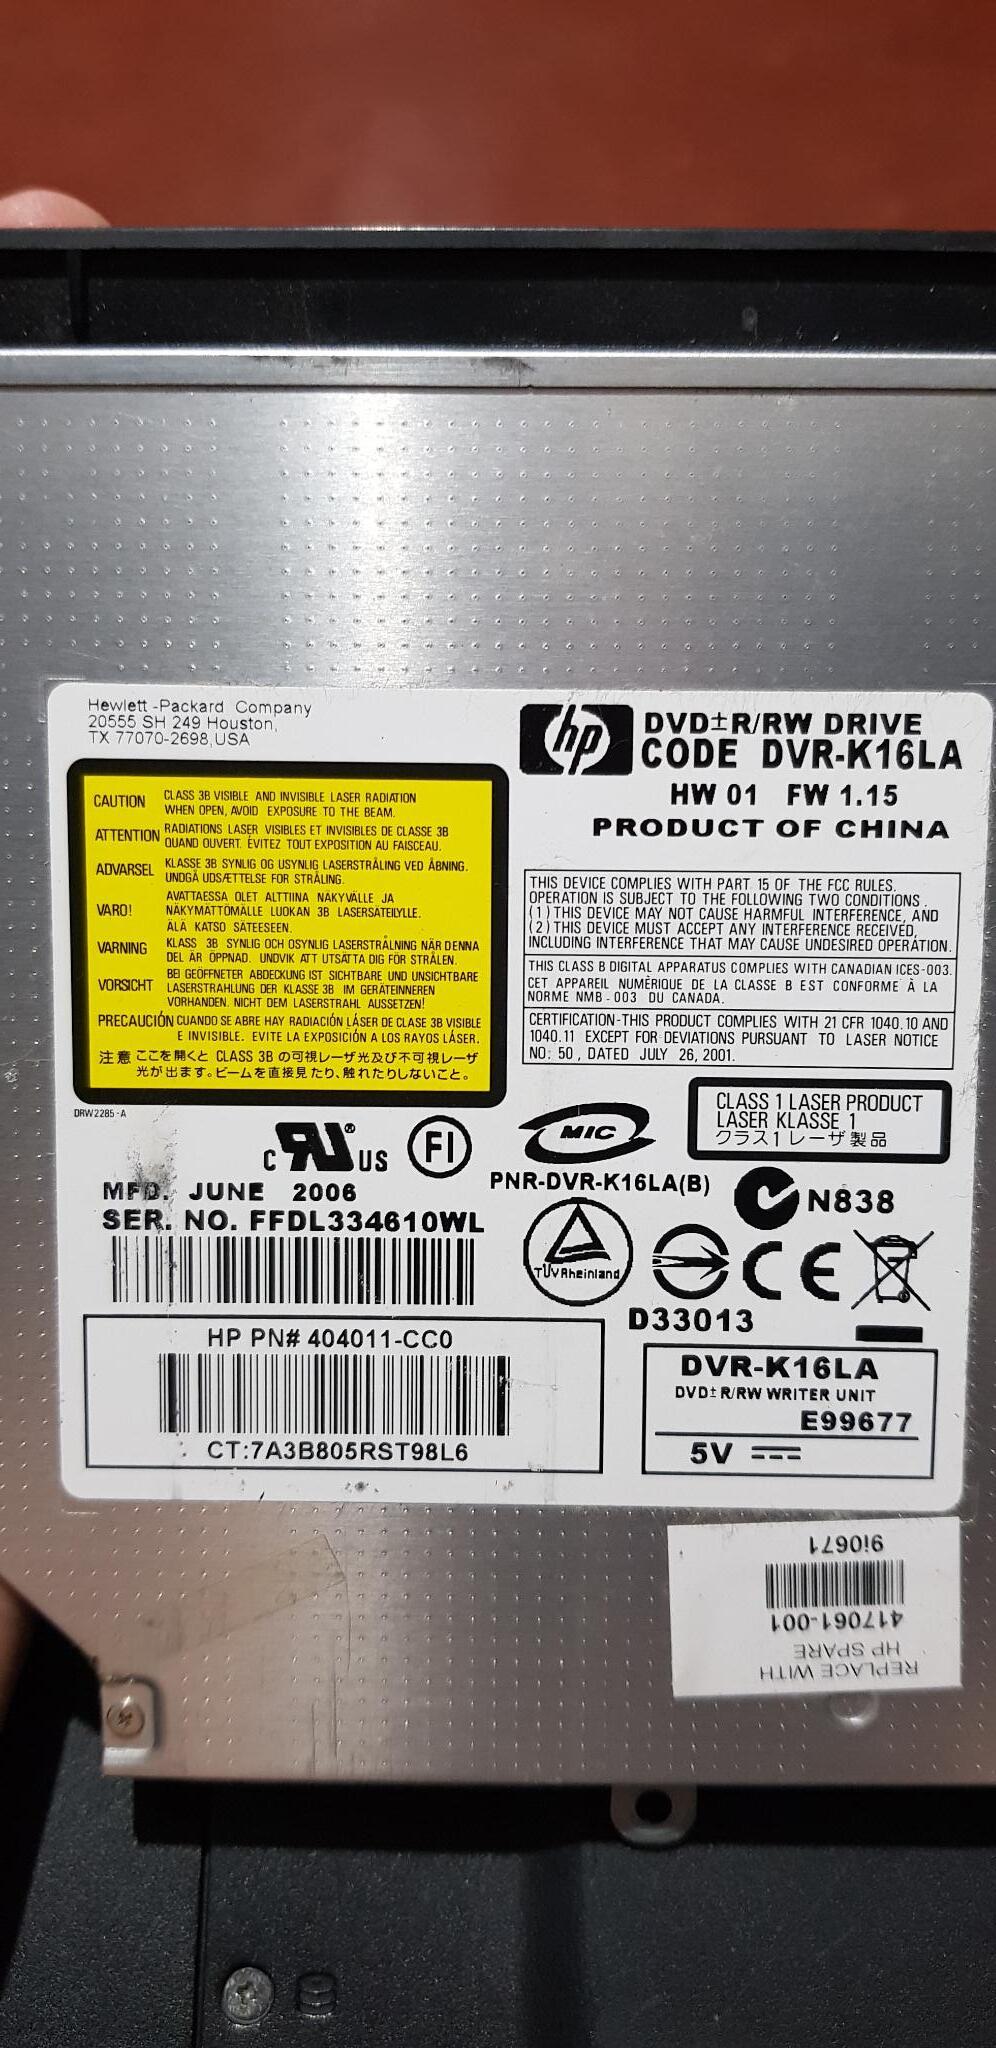 Hewlett -Packard Company
20555 SH 249 Houston,
TX 77070-2698,USA
hp
DVD±R/RW DRIVE
CODE DVR-K16LA
HW 01 FW 1.15
PRODUCT OF CHINA
CAUTION CLASS 3B VISIBLE AND INVISIBLE LASER RADIATION
WHEN OPEN, AVOID EXPOSURE TO THE BEAM.
ATTENTION RADIATIONS LASER VISIBLES ET INVISIBLES DE CLASSE 3B
QUAND OUVERT. ÉVITEZ TOUT EXPOSITION AU FAISCEAU.
ADVARSEL KLASSE 3B SYNLIG OG USYNLIG LASERSTRÅLING VED ÅBNING.
UNDGÅ UDSÆTTELSE FOR STRÅLING.
VARO! AVATTAESSA OLET ALTTIINA NÄKYVÄLLE JA
NÄKYMÄTTÖMÄLLE LUOKAN 3B LASERSÄTEILYLLE.
ÄLÄ KATSO SÄTEESEEN.
VARNING KLASS 3B SYNLIG OCH OSYNLIG LASERSTRÅLNING NÄR DENNA
DEL ÄR ÖPPNAD. UNDVIK ATT UTSÄTTA DIG FÖR STRÅLEN.
VORSICHT BEI GEÖFFNETER ABDECKUNG IST SICHTBARE UND UNSICHTBARE
LASERSTRAHLUNG DER KLASSE 3B IM GERÄTEINNEREN
VORHANDEN. NICHT DEM LASERSTRAHL AUSSETZEN!
PRECAUCIÓN CUANDO SE ABRE HAY RADIACIÓN LÁSER DE CLASE 3B VISIBLE
E INVISIBLE. EVITE LA EXPOSICIÓN A LOS RAYOS LÁSER.
注意 ここを開くと CLASS 3B の可視レーザ光及び不可視レーザ
光が出ます。ビームを直接見たり、触れたりしないこと。
DRW2285-A
THIS DEVICE COMPLIES WITH PART 15 OF THE FCC RULES.
OPERATION IS SUBJECT TO THE FOLLOWING TWO CONDITIONS.
(1) THIS DEVICE MAY NOT CAUSE HARMFUL INTERFERENCE, AND
(2) THIS DEVICE MUST ACCEPT ANY INTERFERENCE RECEIVED,
INCLUDING INTERFERENCE THAT MAY CAUSE UNDESIRED OPERATION.
THIS CLASS B DIGITAL APPARATUS COMPLIES WITH CANADIAN ICES-003.
CET APPAREIL NUMÉRIQUE DE LA CLASSE B EST CONFORME À LA
NORME NMB-003 DU CANADA.
CERTIFICATION-THIS PRODUCT COMPLIES WITH 21 CFR 1040.10 AND
1040.11 EXCEPT FOR DEVIATIONS PURSUANT TO LASER NOTICE
NO: 50, DATED JULY 26, 2001.
CLASS 1 LASER PRODUCT
LASER KLASSE 1
クラス1レーザ製品
C RU® US
FI
MIC
PNR-DVR-K16LA(B)
N838
MFD. JUNE 2006
SER. NO. FFDL334610WL
TÜVRheinland
CE
D33013
HP PN# 404011-CC0
CT:7A3B805RST98L6
DVR-K16LA
DVD±R/RW WRITER UNIT
E99677
5V
REPLACE WITH
HP SPARE
417061-001
9i0671